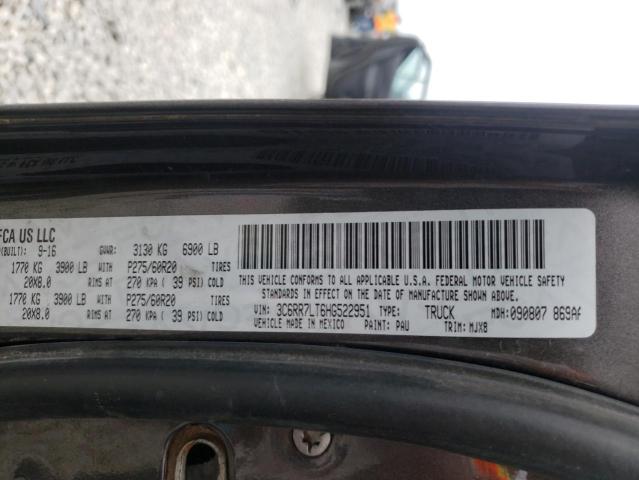 FCA US LLC
(BUILT): 9-16 GVWR: 3130 KG 6900 LB
1770 KG 3900 LB WITH P275/60R20 TIRES
20X8.0 RIMS AT 270 KPA ( 39 PSI) COLD
1770 KG 3900 LB WITH P275/60R20 TIRES
20X8.0 RIMS AT 270 KPA ( 39 PSI) COLD
THIS VEHICLE CONFORMS TO ALL APPLICABLE U.S.A. FEDERAL MOTOR VEHICLE SAFETY
STANDARDS IN EFFECT ON THE DATE OF MANUFACTURE SHOWN ABOVE.
VIN: 3C6RR7LT6HG522951 TYPE: TRUCK MDH: 090807 869AA
MADE IN MEXICO PAINT: PAU TRIM: MJX8